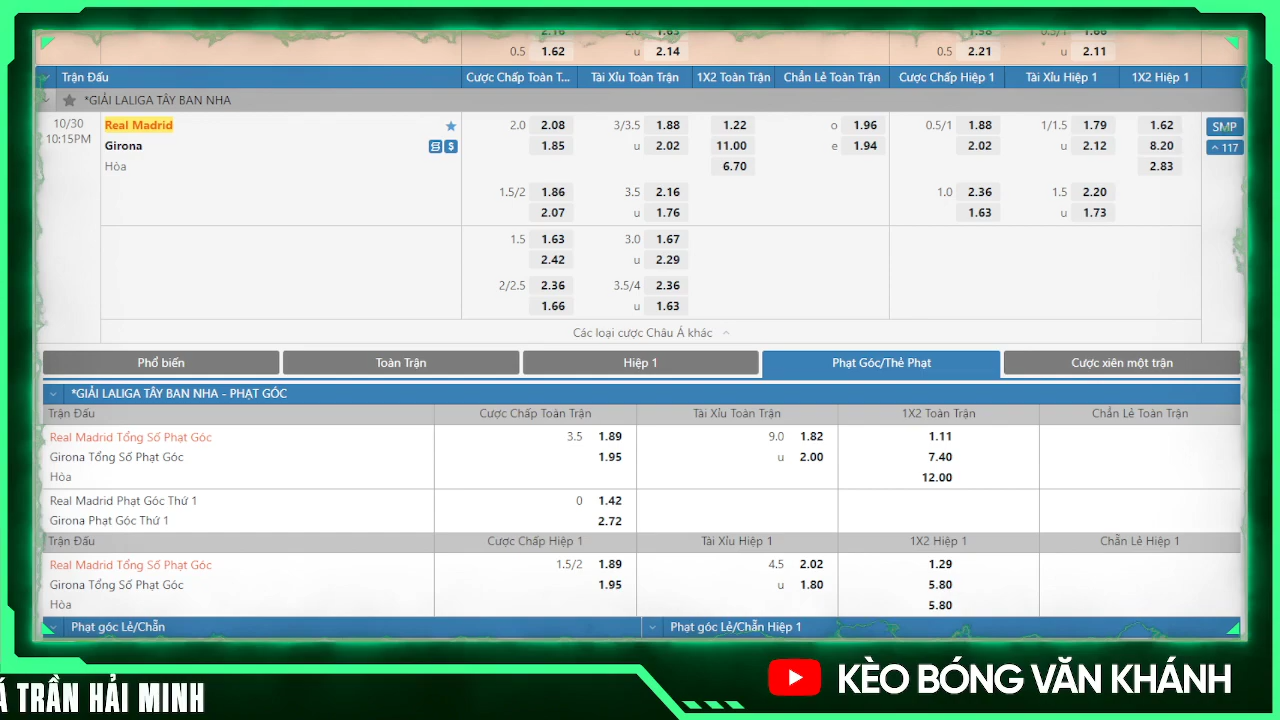 0.5 1.62 u 2.14 0.5 2.21 u 2.11
Trận Đấu Cược Chấp Toàn T... Tài Xỉu Toàn Trận 1X2 Toàn Trận Chẵn Lẻ Toàn Trận Cược Chấp Hiệp 1 Tài Xỉu Hiệp 1 1X2 Hiệp 1
*GIẢI LALIGA TÂY BAN NHA
10/30 Real Madrid 2.0 2.08 3/3.5 1.88 1.22 o 1.96 0.5/1 1.88 1/1.5 1.79 1.62 SMP
10:15PM Girona 1.85 u 2.02 11.00 e 1.94 2.02 u 2.12 8.20 117
Hòa 6.70 2.83
1.5/2 1.86 3.5 2.16 1.0 2.36 1.5 2.20
2.07 u 1.76 1.63 u 1.73
1.5 1.63 3.0 1.67
2.42 u 2.29
2/2.5 2.36 3.5/4 2.36
1.66 u 1.63
Các loại cược Châu Á khác
Phổ biến Toàn Trận Hiệp 1 Phạt Góc/Thẻ Phạt Cược xiên một trận
*GIẢI LALIGA TÂY BAN NHA - PHẠT GÓC
Trận Đấu Cược Chấp Toàn Trận Tài Xỉu Toàn Trận 1X2 Toàn Trận Chẵn Lẻ Toàn Trận
Real Madrid Tổng Số Phạt Góc 3.5 1.89 9.0 1.82 1.11
Girona Tổng Số Phạt Góc 1.95 u 2.00 7.40
Hòa 12.00
Real Madrid Phạt Góc Thứ 1 0 1.42
Girona Phạt Góc Thứ 1 2.72
Trận Đấu Cược Chấp Hiệp 1 Tài Xỉu Hiệp 1 1X2 Hiệp 1 Chẵn Lẻ Hiệp 1
Real Madrid Tổng Số Phạt Góc 1.5/2 1.89 4.5 2.02 1.29
Girona Tổng Số Phạt Góc 1.95 u 1.80 5.80
Hòa 5.80
Phạt góc Lẻ/Chẵn Phạt góc Lẻ/Chẵn Hiệp 1
KÈO BÓNG VĂN KHÁNH
Á TRẦN HẢI MINH